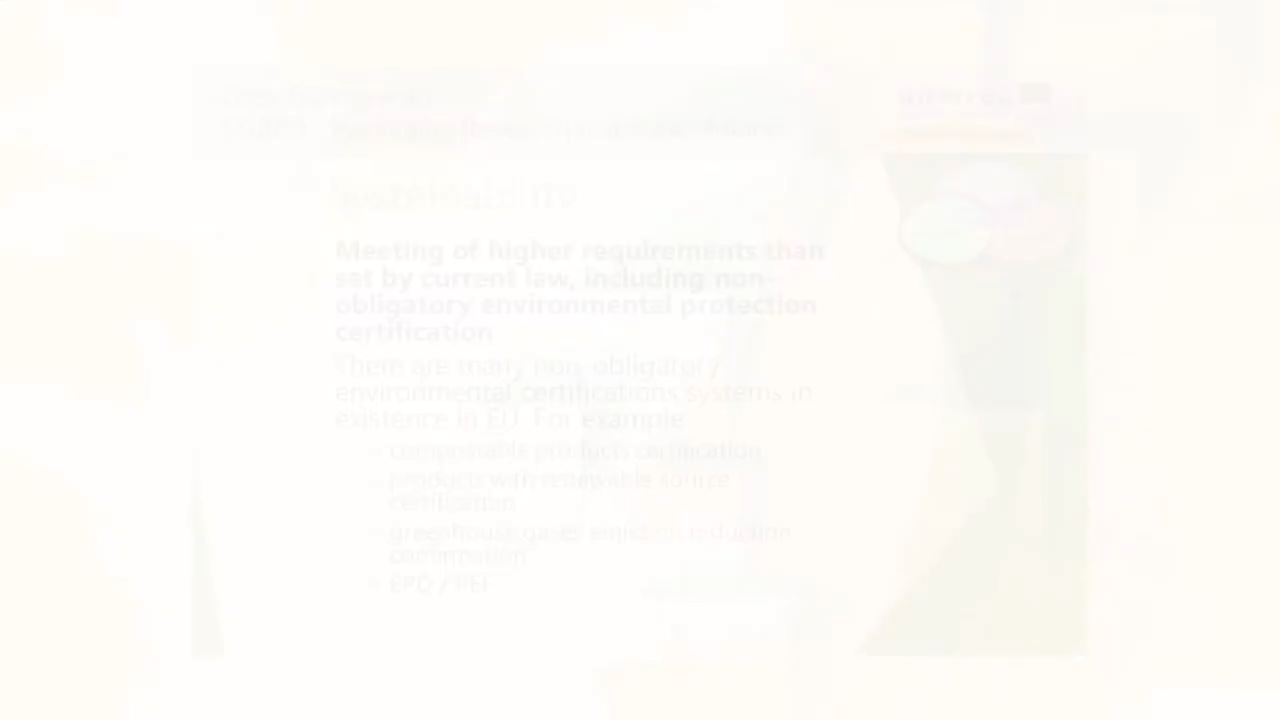 Sustainability
Meeting of higher requirements than
set by current law, including non-
obligatory environmental protection
certification
There are many non-obligatory
environmental certifications systems in
existence in EU. For example
- compostable products certification
- products with renewable source
certification
- greenhouse gases emission reduction
confirmation
- EPD / PEF